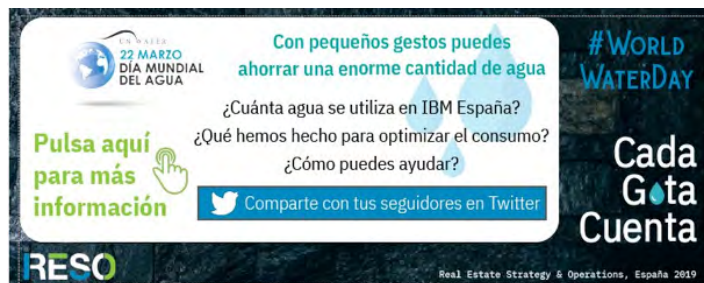 UN WATER
22 MARZO
DÍA MUNDIAL
DEL AGUA
Con pequeños gestos puedes
ahorrar una enorme cantidad de agua
¿Cuánta agua se utiliza en IBM España?
¿Qué hemos hecho para optimizar el consumo?
¿Cómo puedes ayudar?
Pulsa aquí
para más
información
Comparte con tus seguidores en Twitter
#WORLD
WATERDAY
Cada
Gota
Cuenta
RESO
Real Estate Strategy & Operations, España 2019